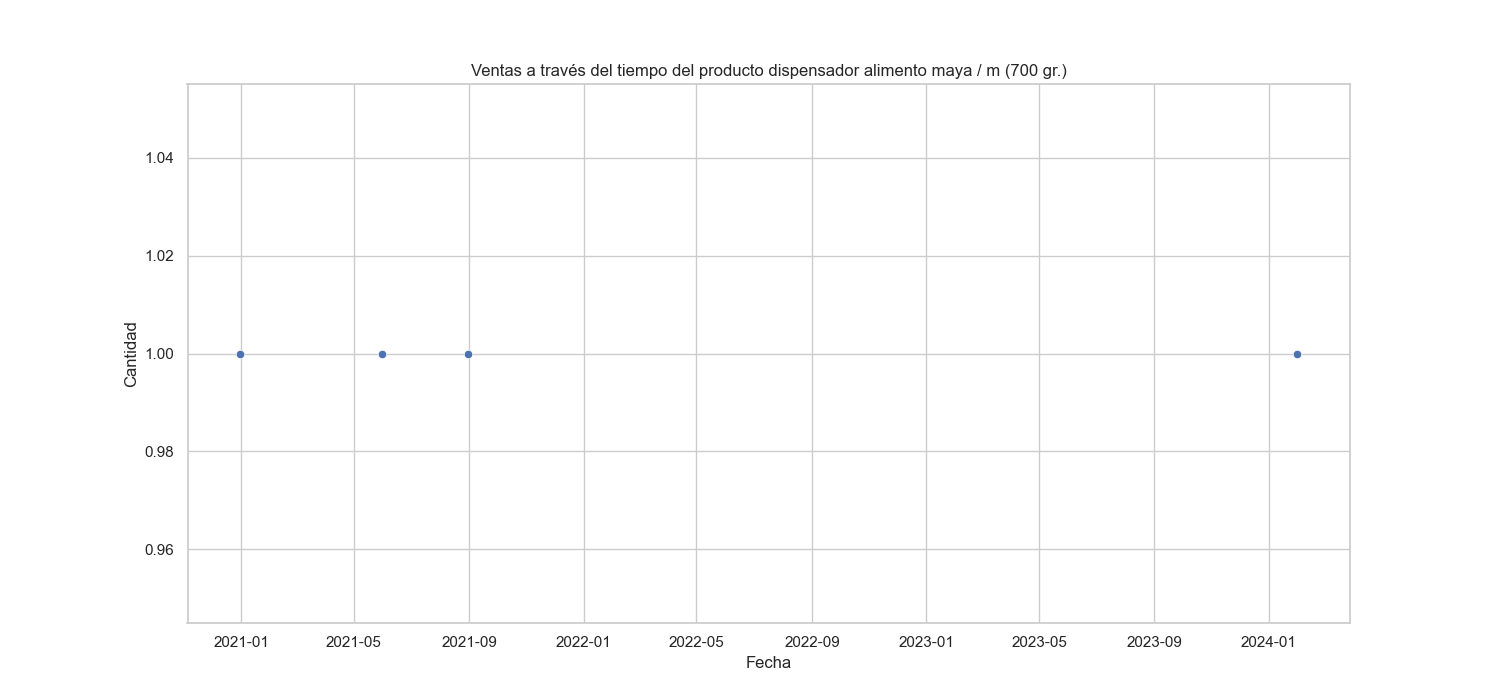 Ventas a través del tiempo del producto dispensador alimento maya / m (700 gr.)
1.04
1.02
1.00
0.98
0.96
Cantidad
2021-01 2021-05 2021-09 2022-01 2022-05 2022-09 2023-01 2023-05 2023-09 2024-01
Fecha